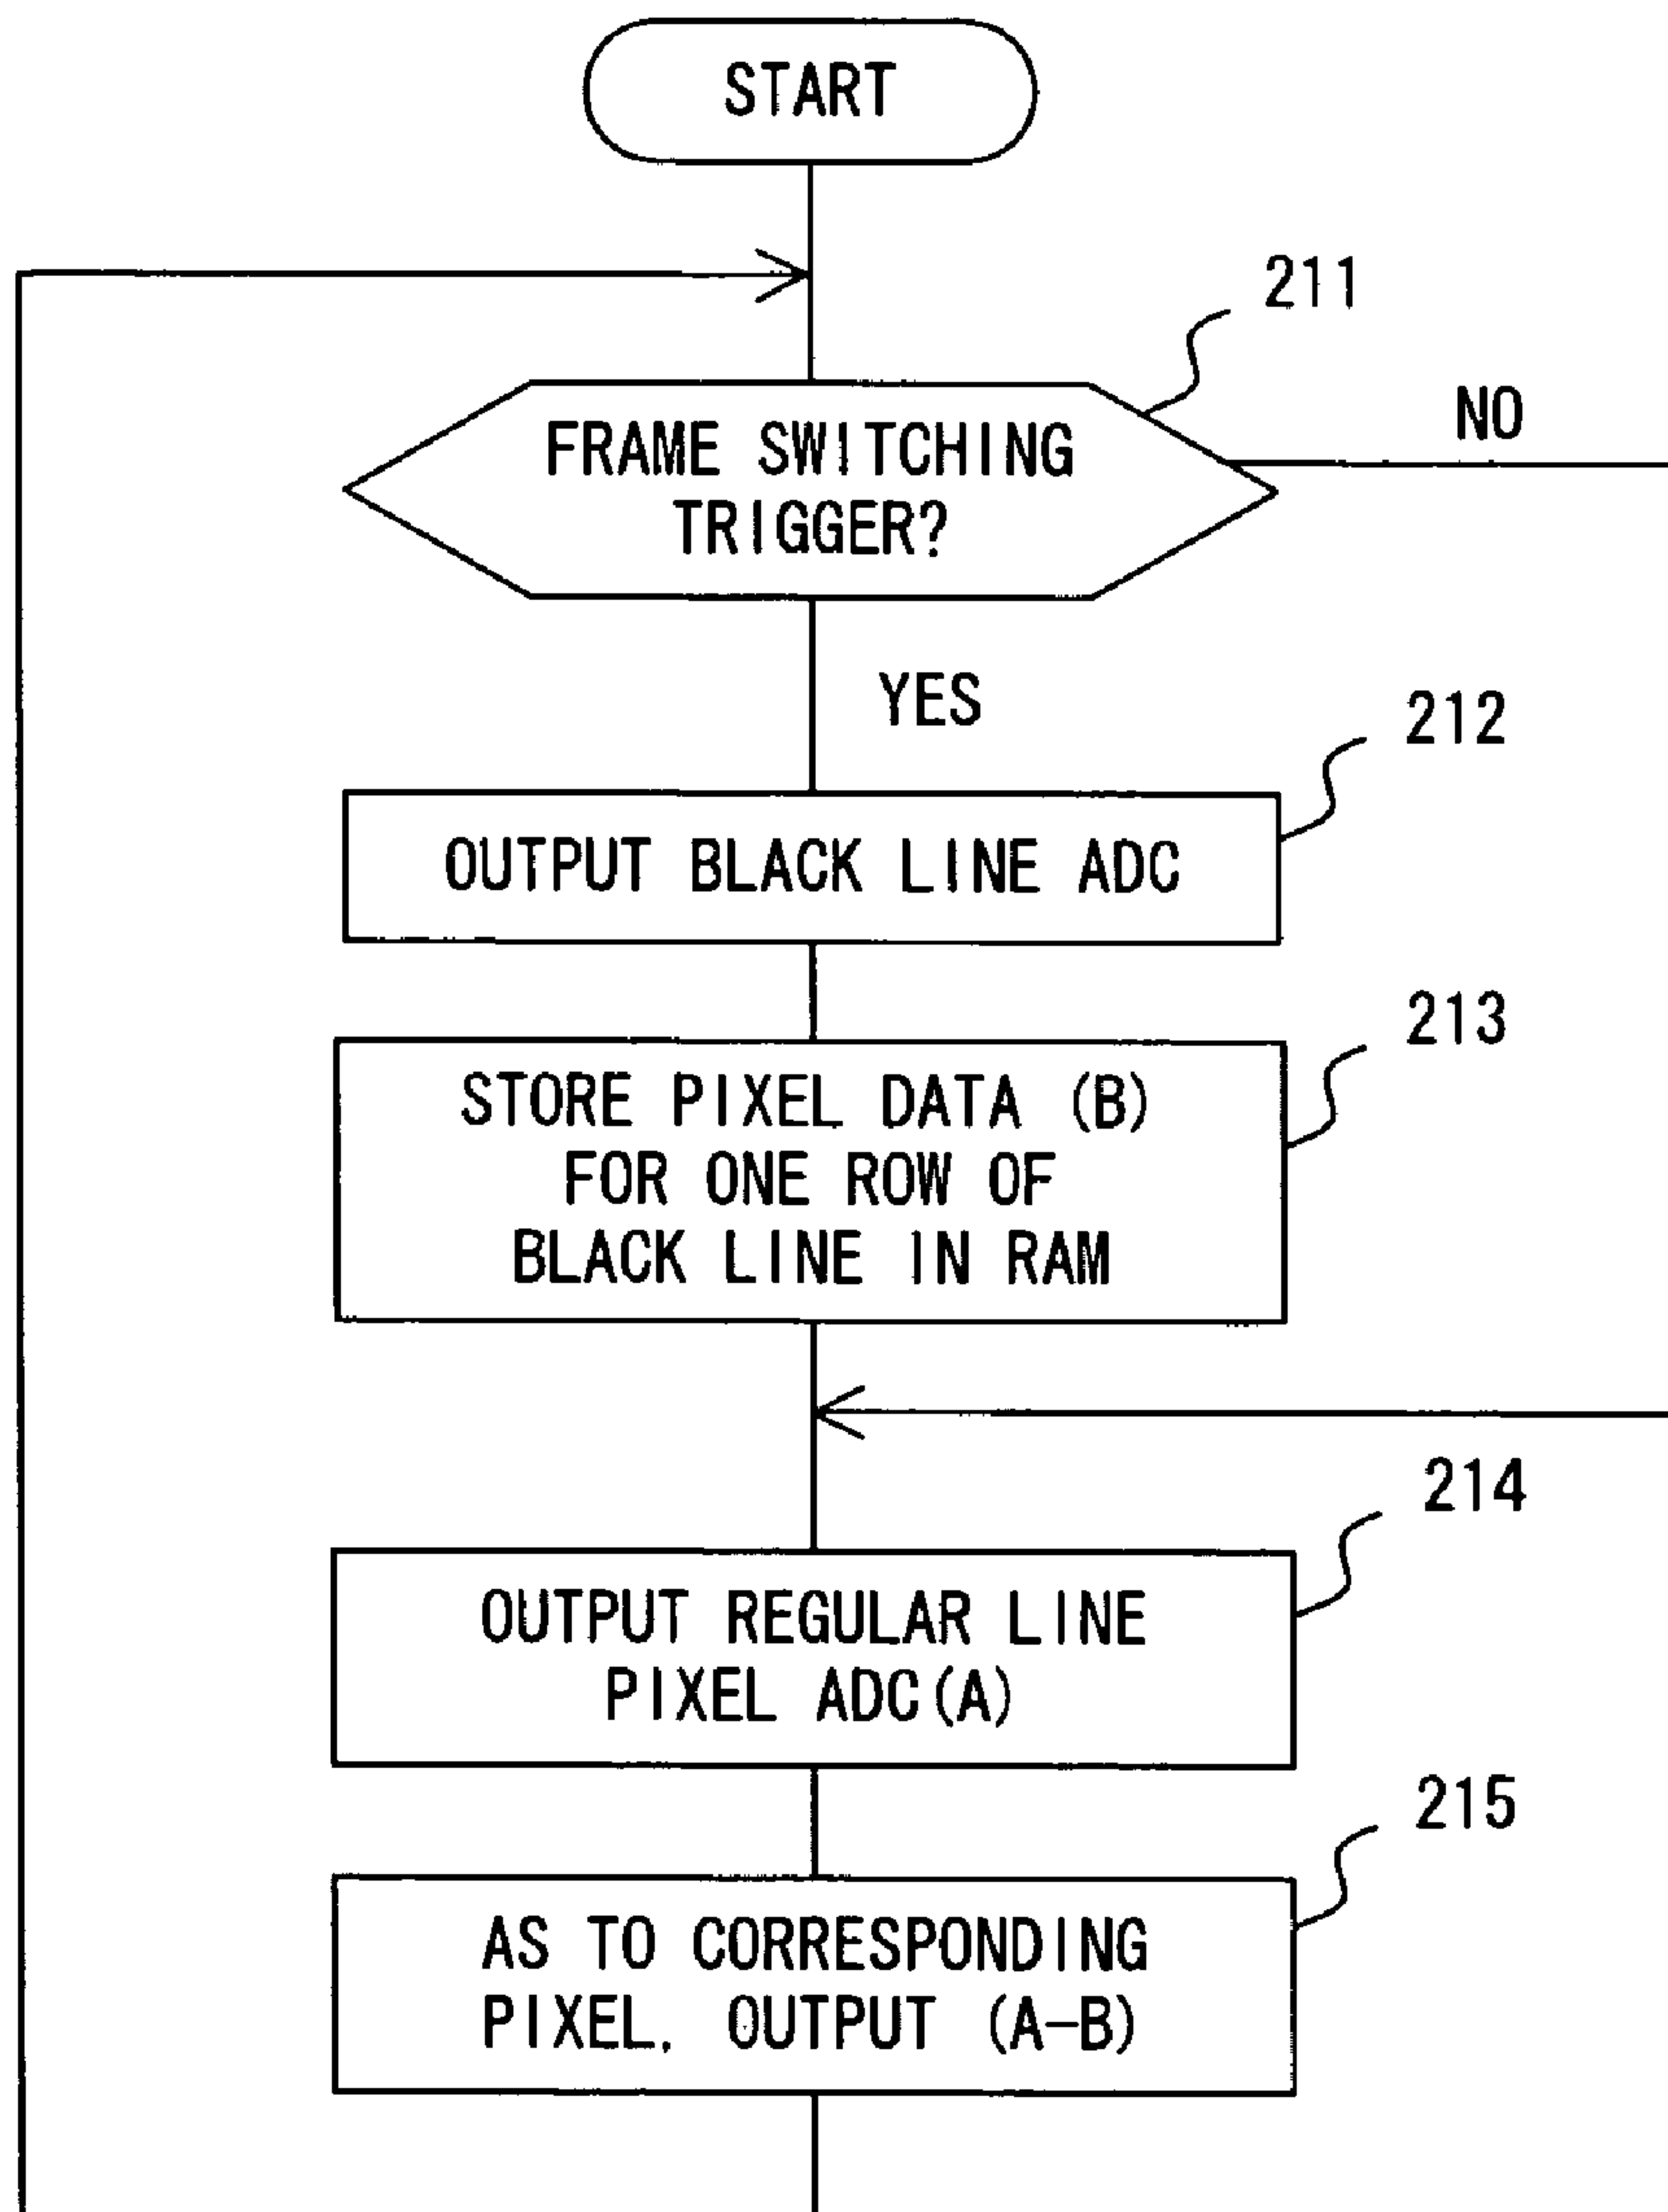 START
211
FRAME SWITCHING
TRIGGER?
NO
YES
212
OUTPUT BLACK LINE ADC
213
STORE PIXEL DATA (B)
FOR ONE ROW OF
BLACK LINE IN RAM
214
OUTPUT REGULAR LINE
PIXEL ADC(A)
215
AS TO CORRESPONDING
PIXEL, OUTPUT (A-B)